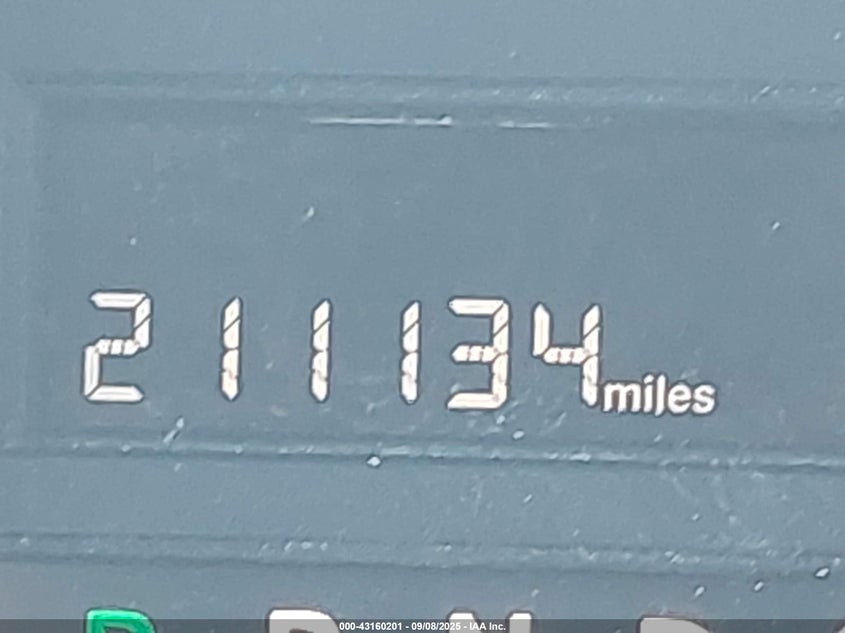 211134 miles
P R N D
000-43160201 - 09/08/2025 - IAA Inc.